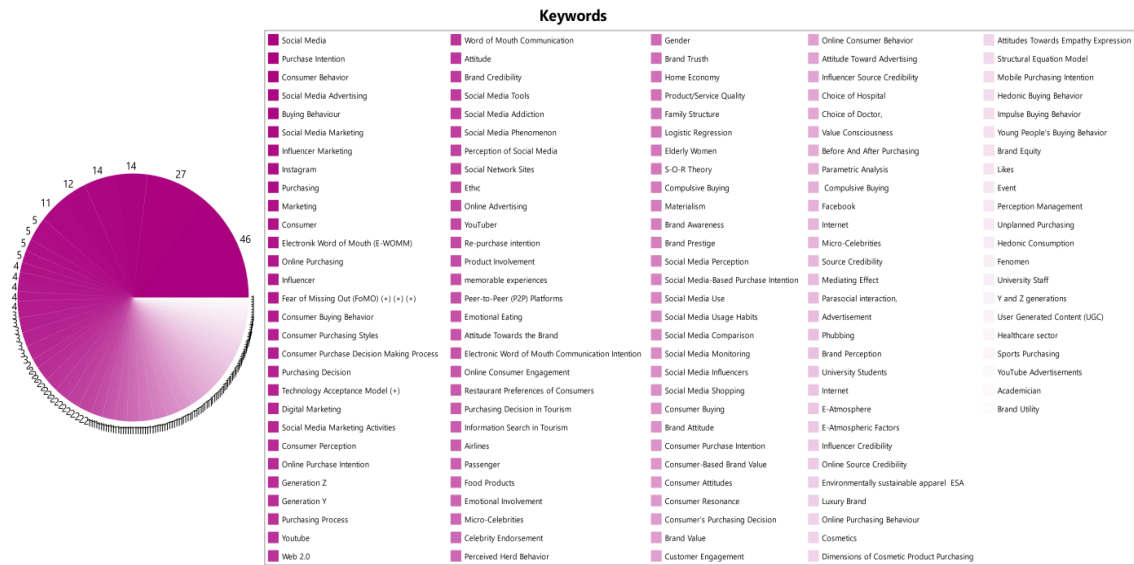 Keywords
Social Media
Purchase Intention
Consumer Behavior
Social Media Advertising
Buying Behaviour
Social Media Marketing
Influencer Marketing
Instagram
Purchasing
Marketing
Consumer
Electronik Word of Mouth (E-WOMM)
Online Purchasing
Influencer
Fear of Missing Out (FoMO) (+) (+) (+)
Consumer Buying Behavior
Consumer Purchasing Styles
Consumer Purchase Decision Making Process
Purchasing Decision
Technology Acceptance Model (+)
Digital Marketing
Social Media Marketing Activities
Consumer Perception
Online Purchase Intention
Generation Z
Generation Y
Purchasing Process
Youtube
Web 2.0
Word of Mouth Communication
Attitude
Brand Credibility
Social Media Tools
Social Media Addiction
Social Media Phenomenon
Perception of Social Media
Social Network Sites
Ethic
Online Advertising
YouTuber
Re-purchase intention
Product Involvement
memorable experiences
Peer-to-Peer (P2P) Platforms
Emotional Eating
Attitude Towards the Brand
Electronic Word of Mouth Communication Intention
Online Consumer Engagement
Restaurant Preferences of Consumers
Purchasing Decision in Tourism
Information Search in Tourism
Airlines
Passenger
Food Products
Emotional Involvement
Micro-Celebrities
Celebrity Endorsement
Perceived Herd Behavior
Gender
Brand Trusth
Home Economy
Product/Service Quality
Family Structure
Logistic Regression
Elderly Women
S-O-R Theory
Compulsive Buying
Materialism
Brand Awareness
Brand Prestige
Social Media Perception
Social Media-Based Purchase Intention
Social Media Use
Social Media Usage Habits
Social Media Comparison
Social Media Monitoring
Social Media Influencers
Social Media Shopping
Consumer Buying
Brand Attitude
Consumer Purchase Intention
Consumer-Based Brand Value
Consumer Attitudes
Consumer Resonance
Consumer's Purchasing Decision
Brand Value
Customer Engagement
Online Consumer Behavior
Attitude Toward Advertising
Influencer Source Credibility
Choice of Hospital
Choice of Doctor,
Value Consciousness
Before And After Purchasing
Parametric Analysis
Compulsive Buying
Facebook
Internet
Micro-Celebrities
Source Credibility
Mediating Effect
Parasocial interaction,
Advertisement
Phubbing
Brand Perception
University Students
Internet
E-Atmosphere
E-Atmospheric Factors
Influencer Credibility
Online Source Credibility
Environmentally sustainable apparel ESA
Luxury Brand
Online Purchasing Behaviour
Cosmetics
Dimensions of Cosmetic Product Purchasing
Attitudes Towards Empathy Expression
Structural Equation Model
Mobile Purchasing Intention
Hedonic Buying Behavior
Impulse Buying Behavior
Young People's Buying Behavior
Brand Equity
Likes
Event
Perception Management
Unplanned Purchasing
Hedonic Consumption
Fenomen
University Staff
Y and Z generations
User Generated Content (UGC)
Healthcare sector
Sports Purchasing
YouTube Advertisements
Academician
Brand Utility
46
27
14
14
12
11
5
5
5
5
4
4
4
4